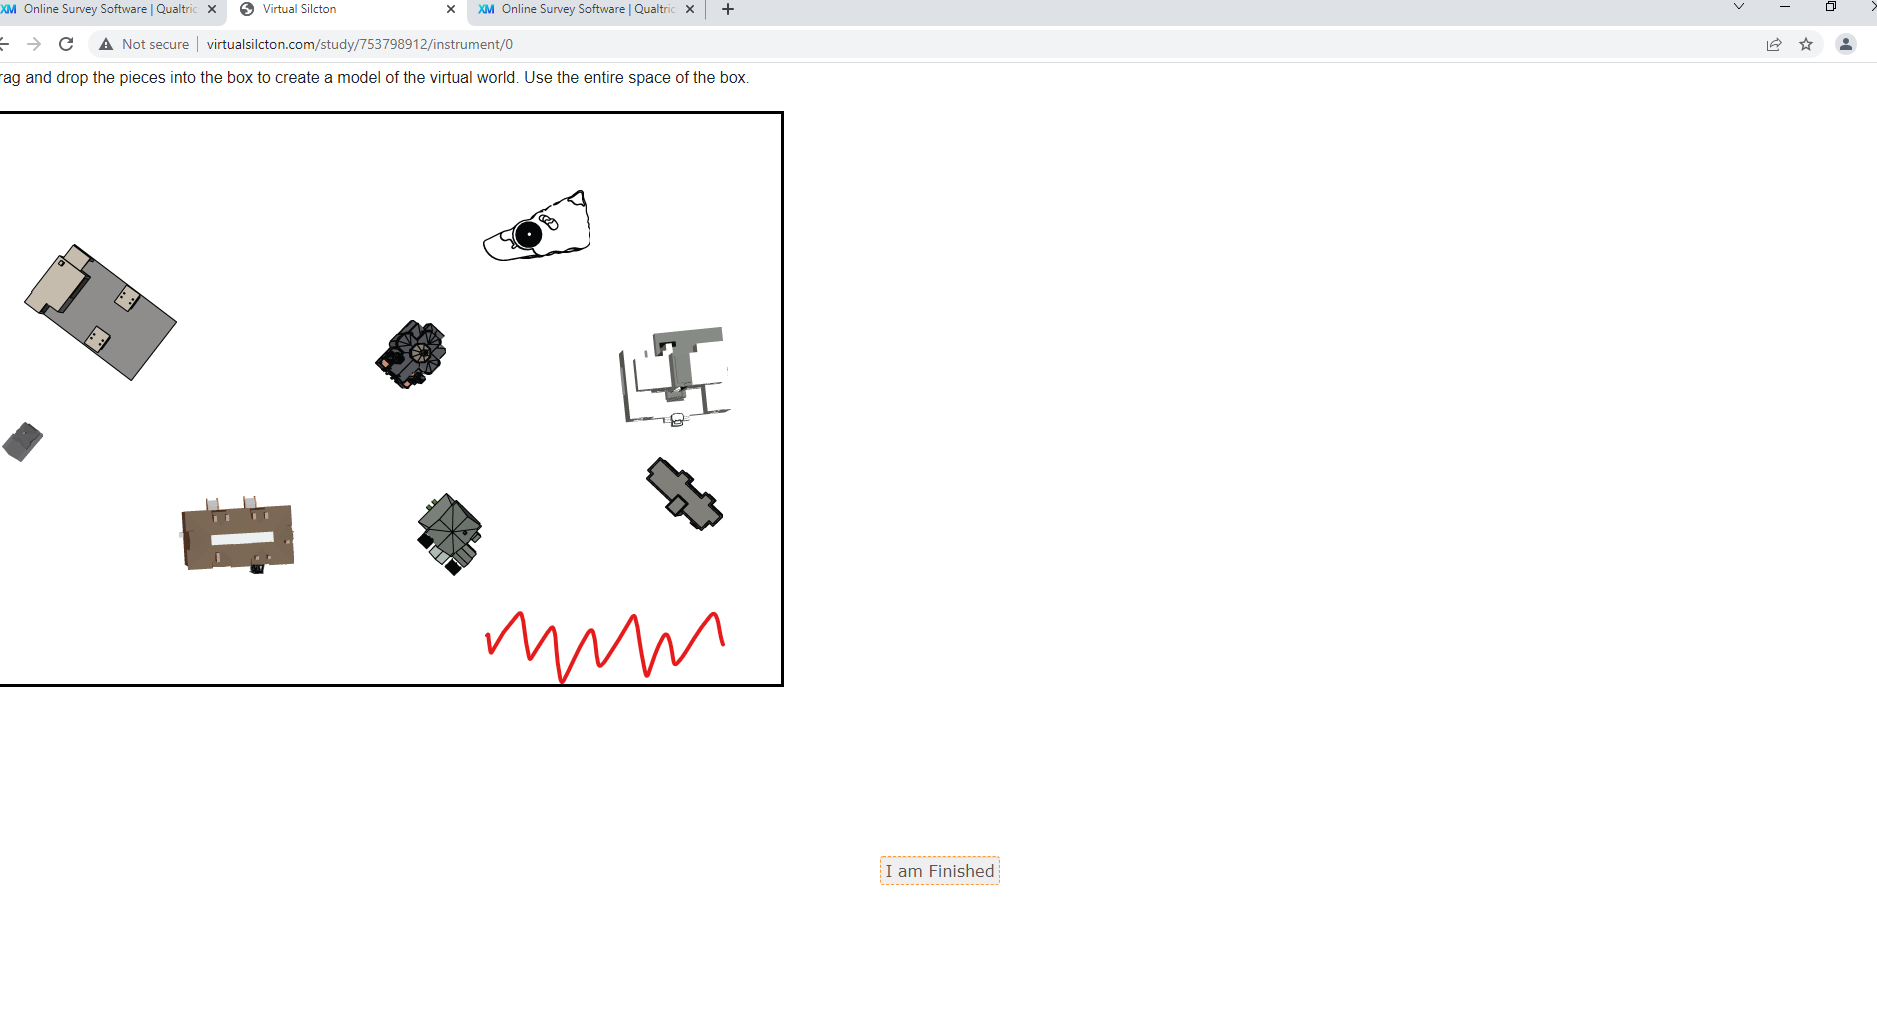 XM Online Survey Software | Qualtric
Virtual Silcton
XM Online Survey Software | Qualtric
Not secure | virtualsilcton.com/study/753798912/instrument/0
rag and drop the pieces into the box to create a model of the virtual world. Use the entire space of the box.
I am Finished